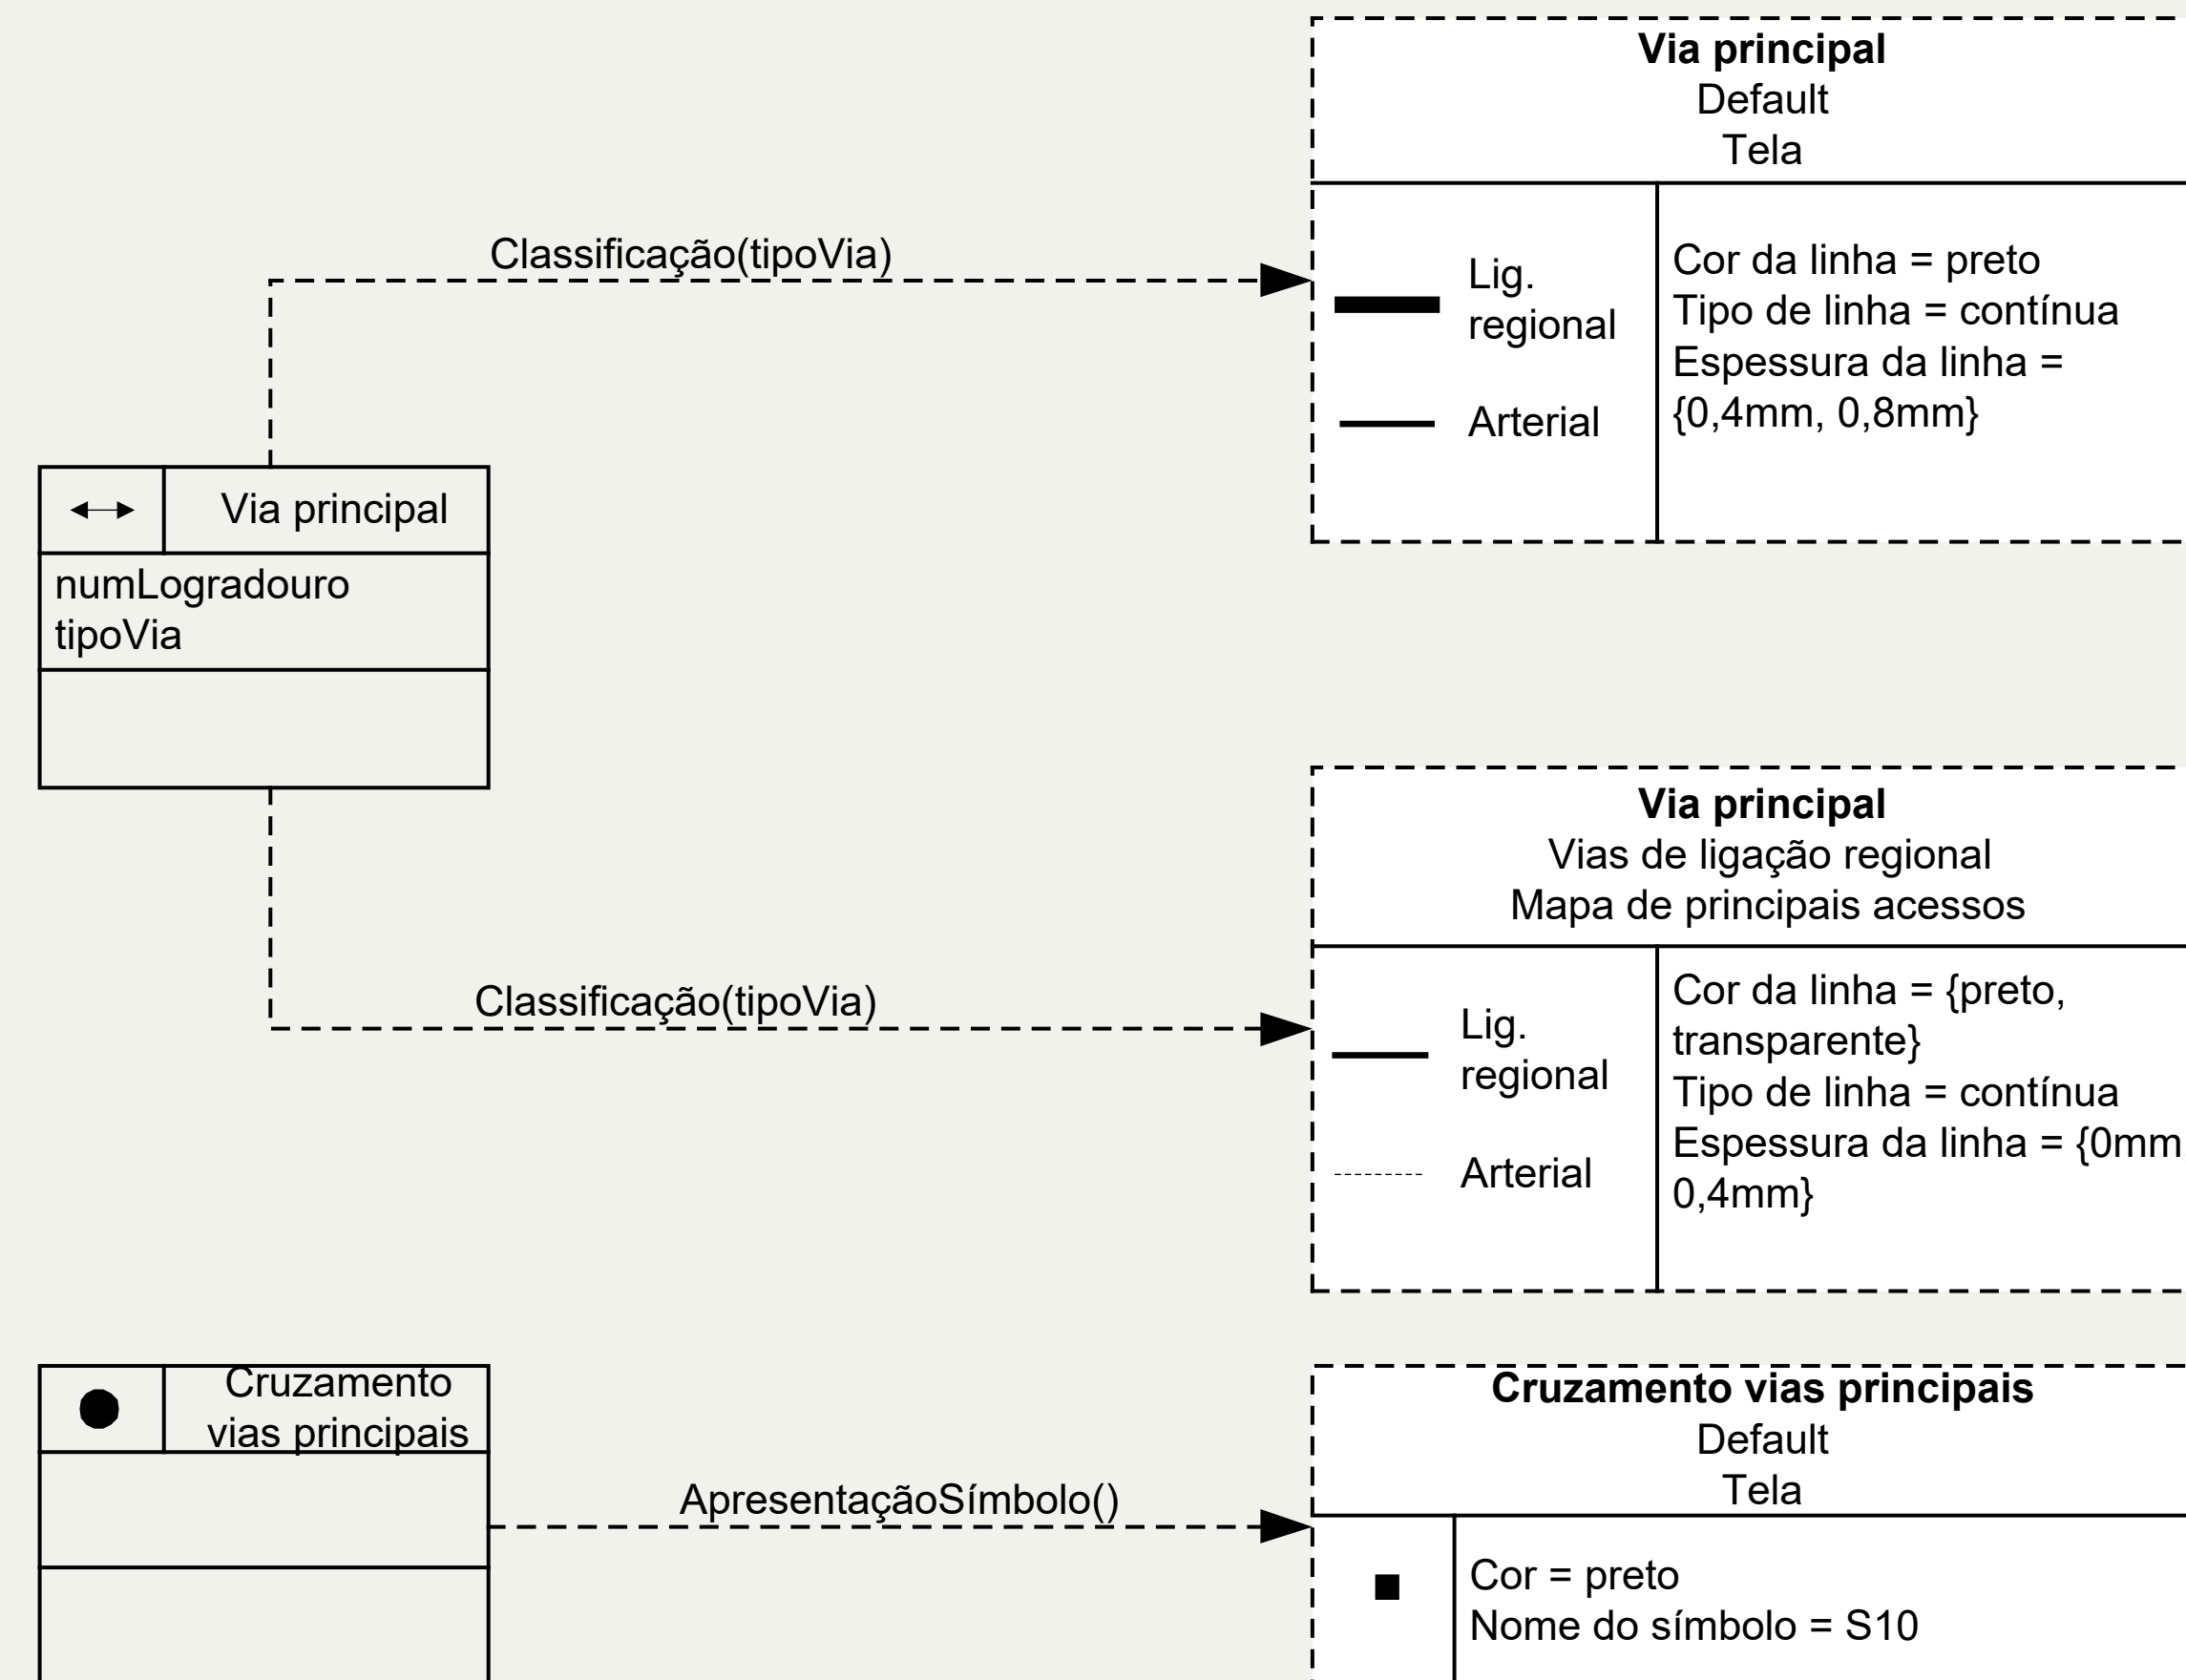 Via principal
Default
Tela
Classificação(tipoVia)
Lig.
regional
Arterial
Cor da linha = preto
Tipo de linha = contínua
Espessura da linha =
{0,4mm, 0,8mm}
Via principal
numLogradouro
tipoVia
Via principal
Vias de ligação regional
Mapa de principais acessos
Classificação(tipoVia)
Lig.
regional
Arterial
Cor da linha = {preto,
transparente}
Tipo de linha = contínua
Espessura da linha = {0mm,
0,4mm}
Cruzamento
vias principais
Cruzamento vias principais
Default
Tela
ApresentaçãoSímbolo()
Cor = preto
Nome do símbolo = S10